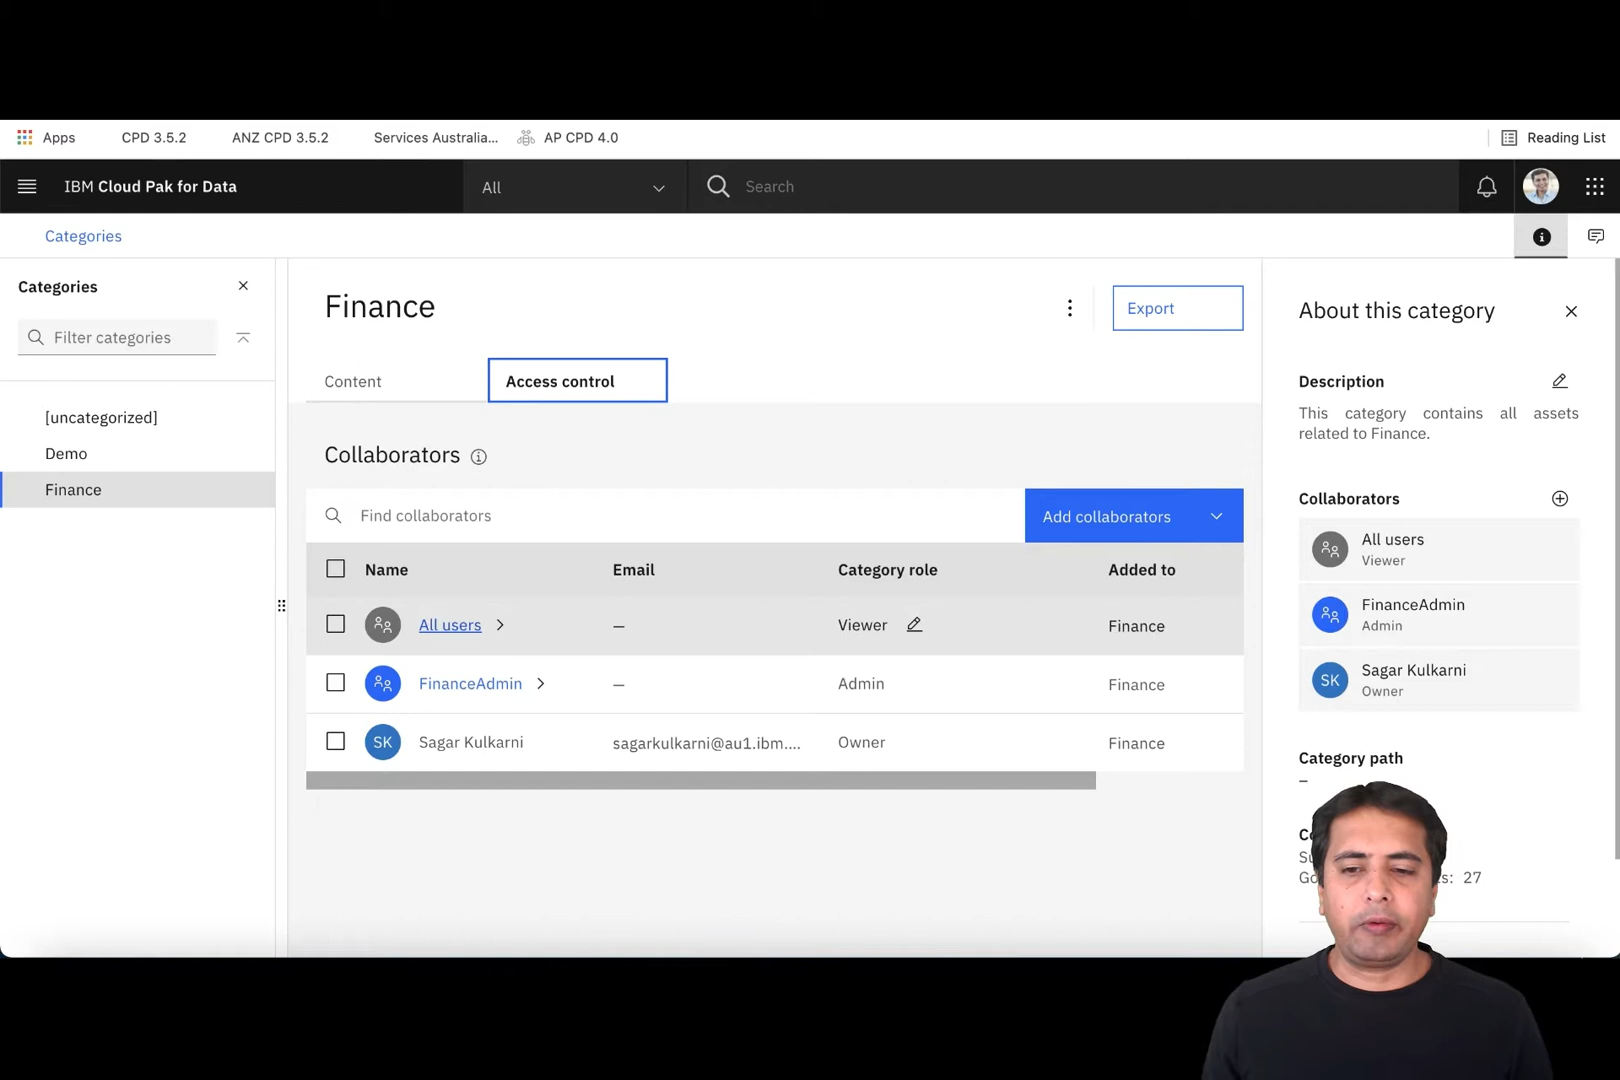 Apps
CPD 3.5.2
ANZ CPD 3.5.2
Services Australia...
AP CPD 4.0
Reading List
IBM Cloud Pak for Data
All
Search
Categories
Categories
Filter categories
[uncategorized]
Demo
Finance
Finance
Export
Content
Access control
Collaborators
Find collaborators
Add collaborators
Name Email Category role Added to
All users – Viewer Finance
FinanceAdmin – Admin Finance
SK Sagar Kulkarni sagarkulkarni@au1.ibm.... Owner Finance
About this category
Description
This category contains all assets
related to Finance.
Collaborators
All users
Viewer
FinanceAdmin
Admin
SK
Sagar Kulkarni
Owner
Category path
–
27